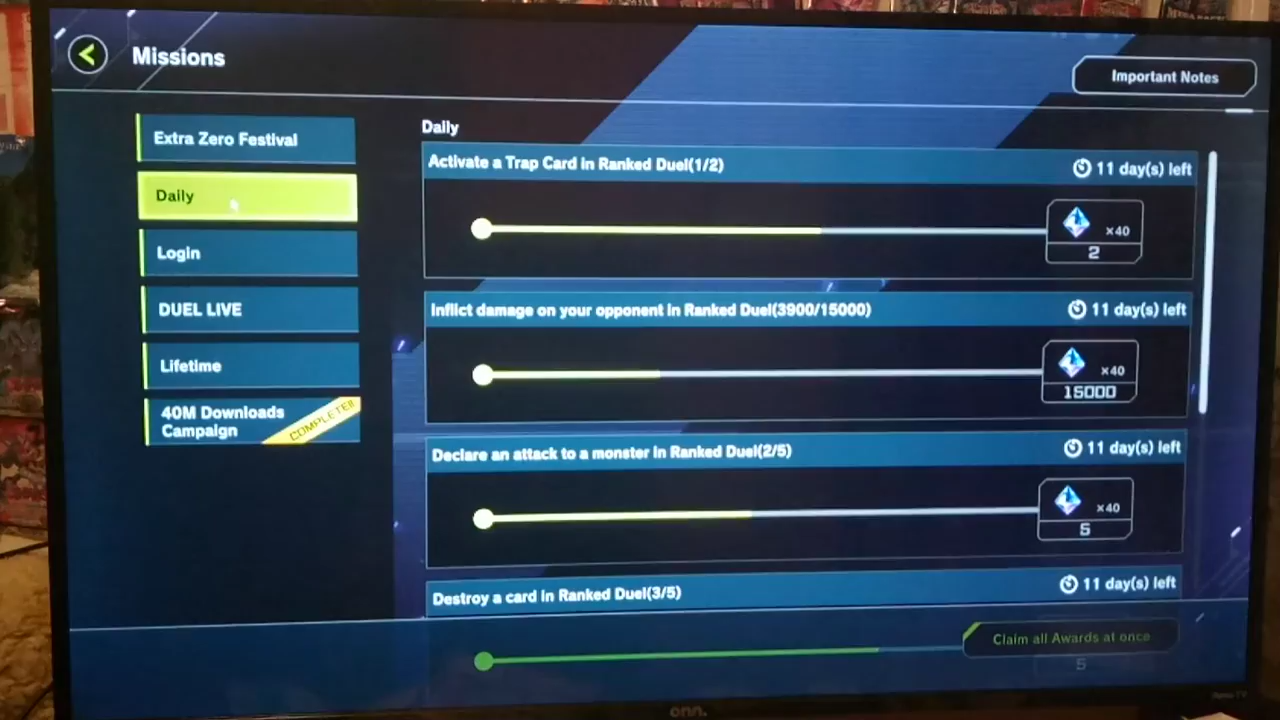 Missions
Important Notes
Extra Zero Festival
Daily
Login
DUEL LIVE
Lifetime
40M Downloads
Campaign
COMPLETE!!
Daily
Activate a Trap Card in Ranked Duel(1/2)
11 day(s) left
×40
2
Inflict damage on your opponent in Ranked Duel(3900/15000)
11 day(s) left
×40
15000
Declare an attack to a monster in Ranked Duel(2/5)
11 day(s) left
×40
5
Destroy a card in Ranked Duel(3/5)
11 day(s) left
Claim all Awards at once
5
onn.